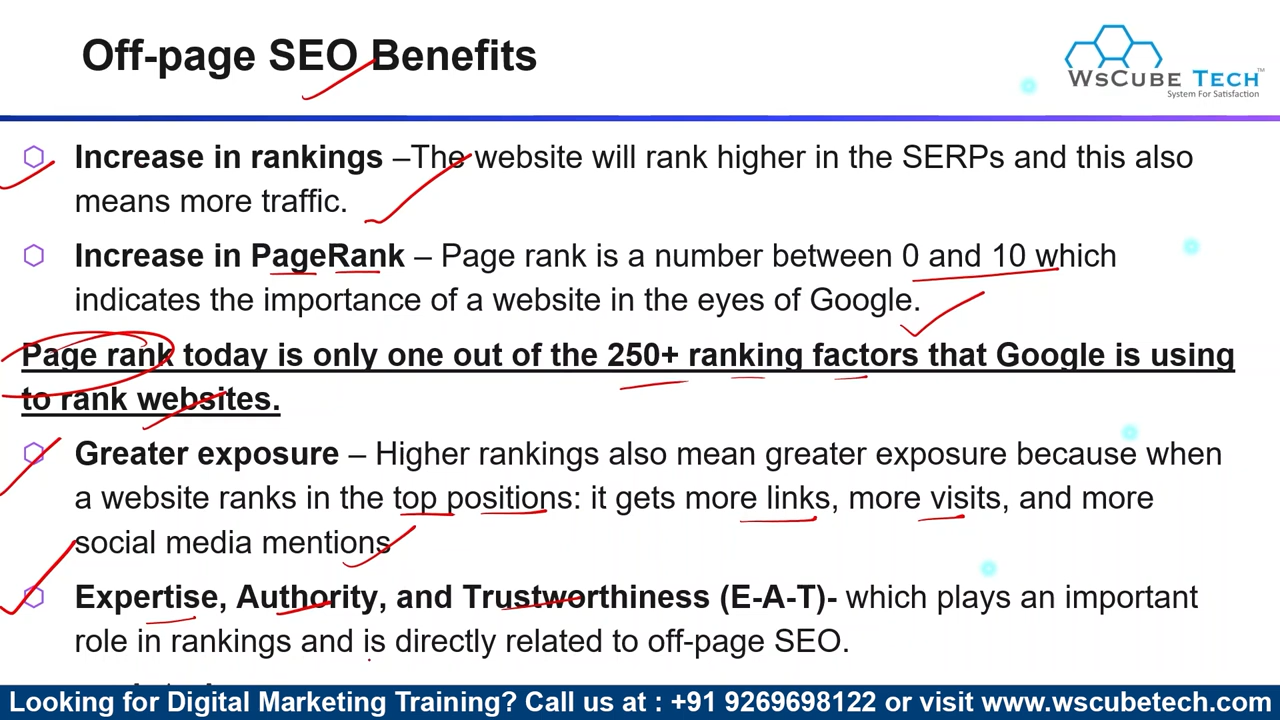 Off-page SEO Benefits
WsCube Tech
TM
System For Satisfaction
Increase in rankings –The website will rank higher in the SERPs and this also
means more traffic.
Increase in PageRank – Page rank is a number between 0 and 10 which
indicates the importance of a website in the eyes of Google.
Page rank today is only one out of the 250+ ranking factors that Google is using
to rank websites.
Greater exposure – Higher rankings also mean greater exposure because when
a website ranks in the top positions: it gets more links, more visits, and more
social media mentions
Expertise, Authority, and Trustworthiness (E-A-T)- which plays an important
role in rankings and is directly related to off-page SEO.
Looking for Digital Marketing Training? Call us at : +91 9269698122 or visit www.wscubetech.com